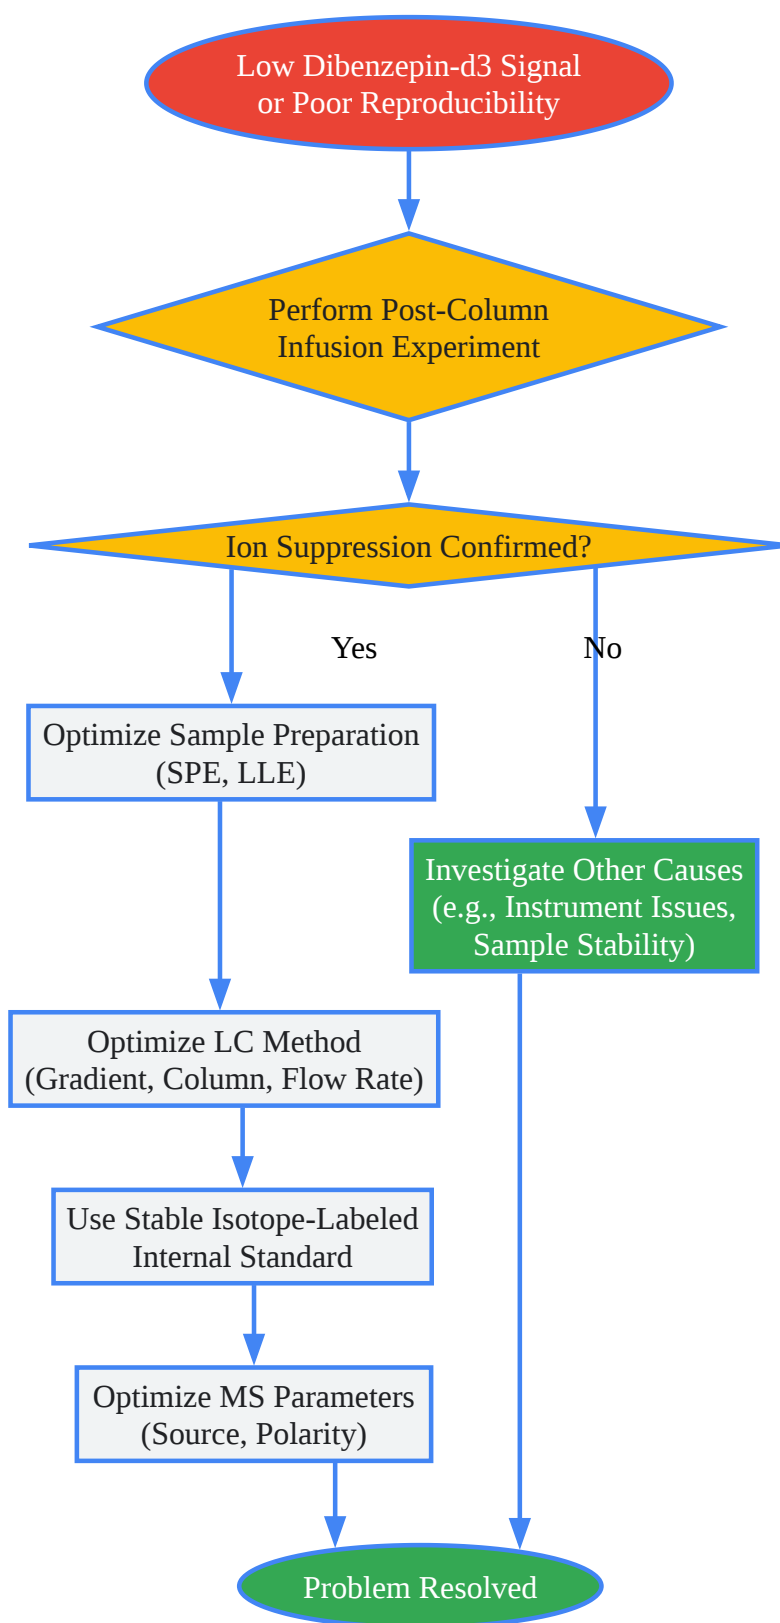 Low Dibenzepin-d3 Signal
or Poor Reproducibility
Perform Post-Column
Infusion Experiment
Ion Suppression Confirmed?
Yes
No
Optimize Sample Preparation
(SPE, LLE)
Investigate Other Causes
(e.g., Instrument Issues,
Sample Stability)
Optimize LC Method
(Gradient, Column, Flow Rate)
Use Stable Isotope-Labeled
Internal Standard
Optimize MS Parameters
(Source, Polarity)
Problem Resolved